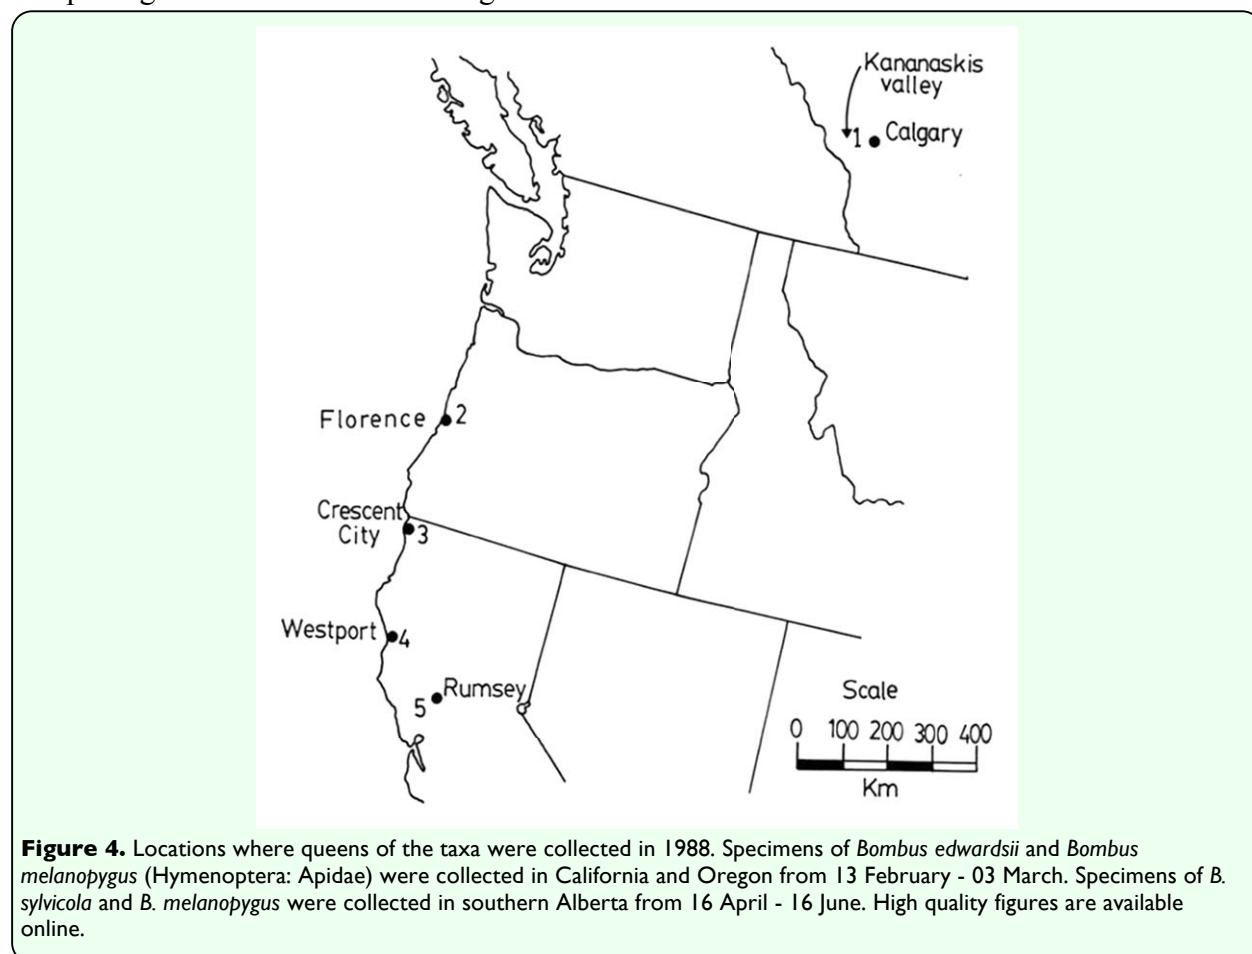 Kananaskis
valley
1 Calgary
Florence 2
Crescent
City 3
Westport 4
5 Rumsey
Scale
0 100 200 300 400
Km
Figure 4. Locations where queens of the taxa were collected in 1988. Specimens of Bombus edwardsii and Bombus
melanopygus (Hymenoptera: Apidae) were collected in California and Oregon from 13 February - 03 March. Specimens of B.
sylvicola and B. melanopygus were collected in southern Alberta from 16 April - 16 June. High quality figures are available
online.